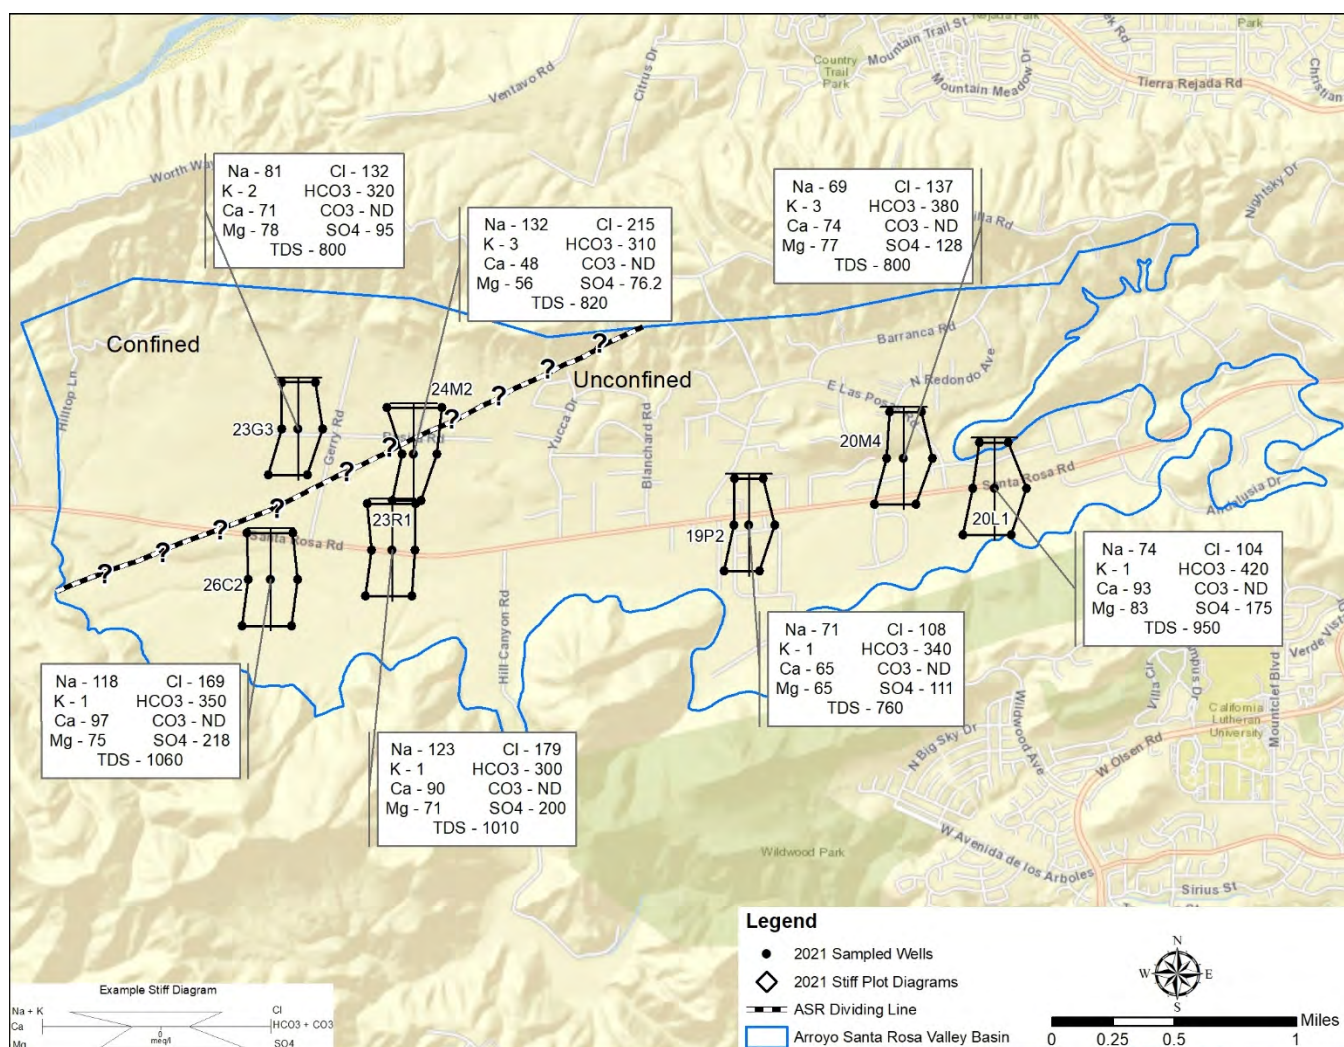 Mountain Trail St
Rejada Park
Park
Country
Trail
Park
Mountain Meadow Dr
Tierra Rejada Rd
Christian
Ventavo Rd
Citrus Dr
Worth Way
Nightsky Dr
Na - 81 Cl - 132
K - 2 HCO3 - 320
Ca - 71 CO3 - ND
Mg - 78 SO4 - 95
TDS - 800
Na - 132 Cl - 215
K - 3 HCO3 - 310
Ca - 48 CO3 - ND
Mg - 56 SO4 - 76.2
TDS - 820
Na - 69 Cl - 137
K - 3 HCO3 - 380
Ca - 74 CO3 - ND
Mg - 77 SO4 - 128
TDS - 800
Rd
Confined
Unconfined
Hilltop Ln
Barranca Rd
N Redondo Ave
E Las Posas Rd
24M2
23G3
Gerry Rd
Rd
Yucca Dr
Blanchard Rd
20M4
Santa Rosa Rd
Andalusia Dr
? ? ? ? ? ? ? ? ? ? ?
23R1
20L1
19P2
Santa Rosa Rd
26C2
Hill Canyon Rd
Na - 74 Cl - 104
K - 1 HCO3 - 420
Ca - 93 CO3 - ND
Mg - 83 SO4 - 175
TDS - 950
Na - 71 Cl - 108
K - 1 HCO3 - 340
Ca - 65 CO3 - ND
Mg - 65 SO4 - 111
TDS - 760
Na - 118 Cl - 169
K - 1 HCO3 - 350
Ca - 97 CO3 - ND
Mg - 75 SO4 - 218
TDS - 1060
Na - 123 Cl - 179
K - 1 HCO3 - 300
Ca - 90 CO3 - ND
Mg - 71 SO4 - 200
TDS - 1010
Verde Vista
Villa Cir
Mountclef Blvd
California
Lutheran
University
Wildwood Ave
N Big Sky Dr
W Olsen Rd
W Avenida de los Arboles
Wildwood Park
Sirius St
Legend
2021 Sampled Wells
2021 Stiff Plot Diagrams
ASR Dividing Line
Arroyo Santa Rosa Valley Basin
N
W E
S
Miles
0 0.25 0.5 1
Example Stiff Diagram
Na + K Cl
Ca HCO3 + CO3
0
meq/l
Mg SO4